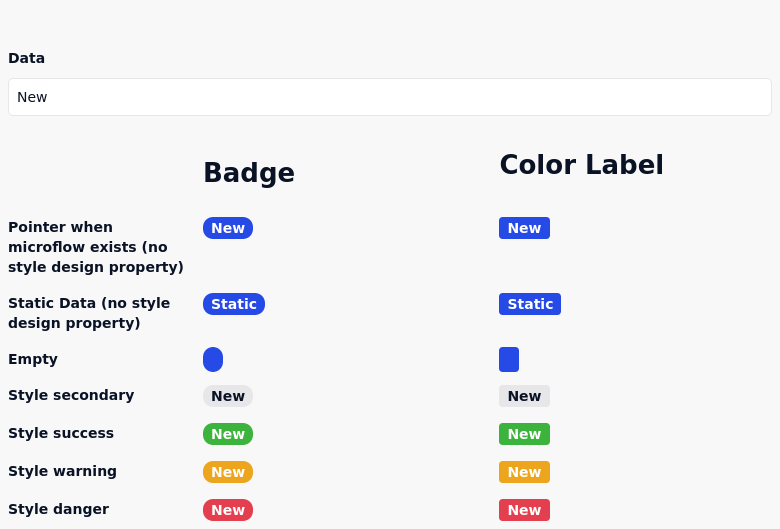 Data
New
Badge
Color Label
Pointer when
microflow exists (no
style design property)
New
New
Static Data (no style
design property)
Static
Static
Empty
Style secondary
New
New
Style success
New
New
Style warning
New
New
Style danger
New
New